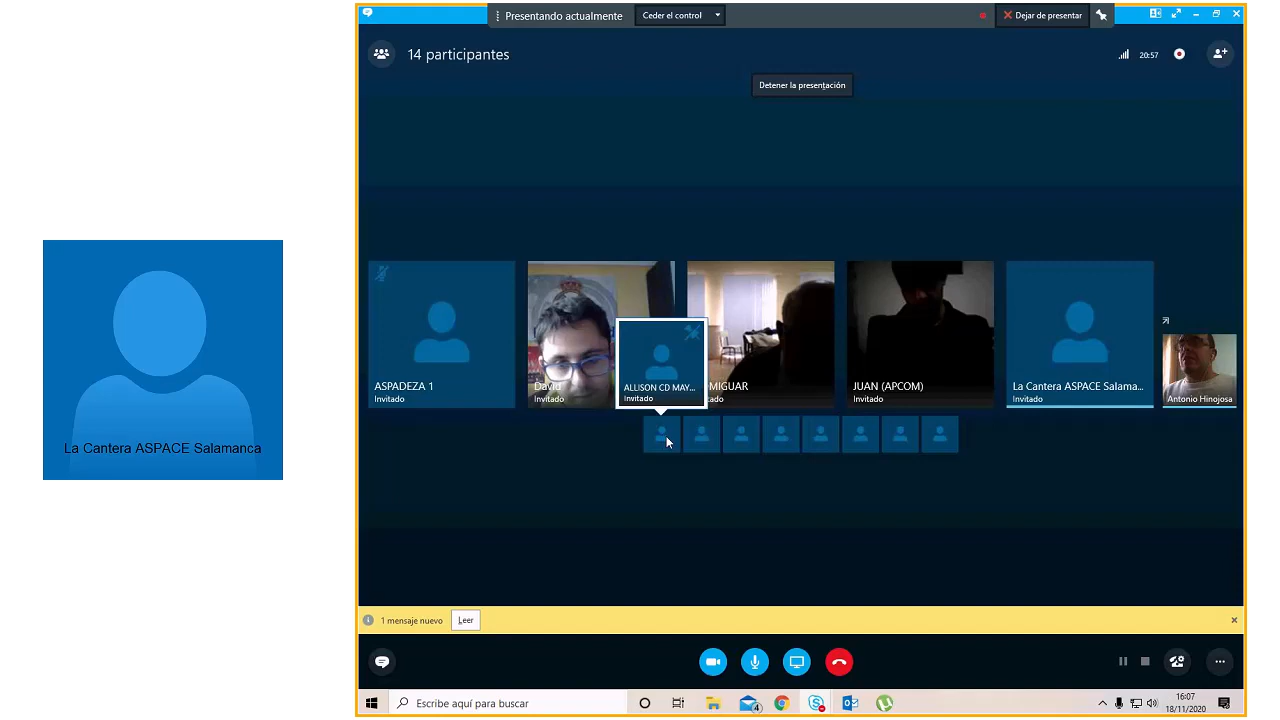 Presentando actualmente
Ceder el control
Dejar de presentar
14 participantes
20:57
Detener la presentación
ASPADEZA 1
Invitado
David
Invitado
ALLISON CD MAY...
Invitado
MIGUAR
JUAN (APCOM)
Invitado
La Cantera ASPACE Salama...
Invitado
Antonio Hinojosa
La Cantera ASPACE Salamanca
1 mensaje nuevo
Leer
Escribe aquí para buscar
4
16:07
18/11/2020